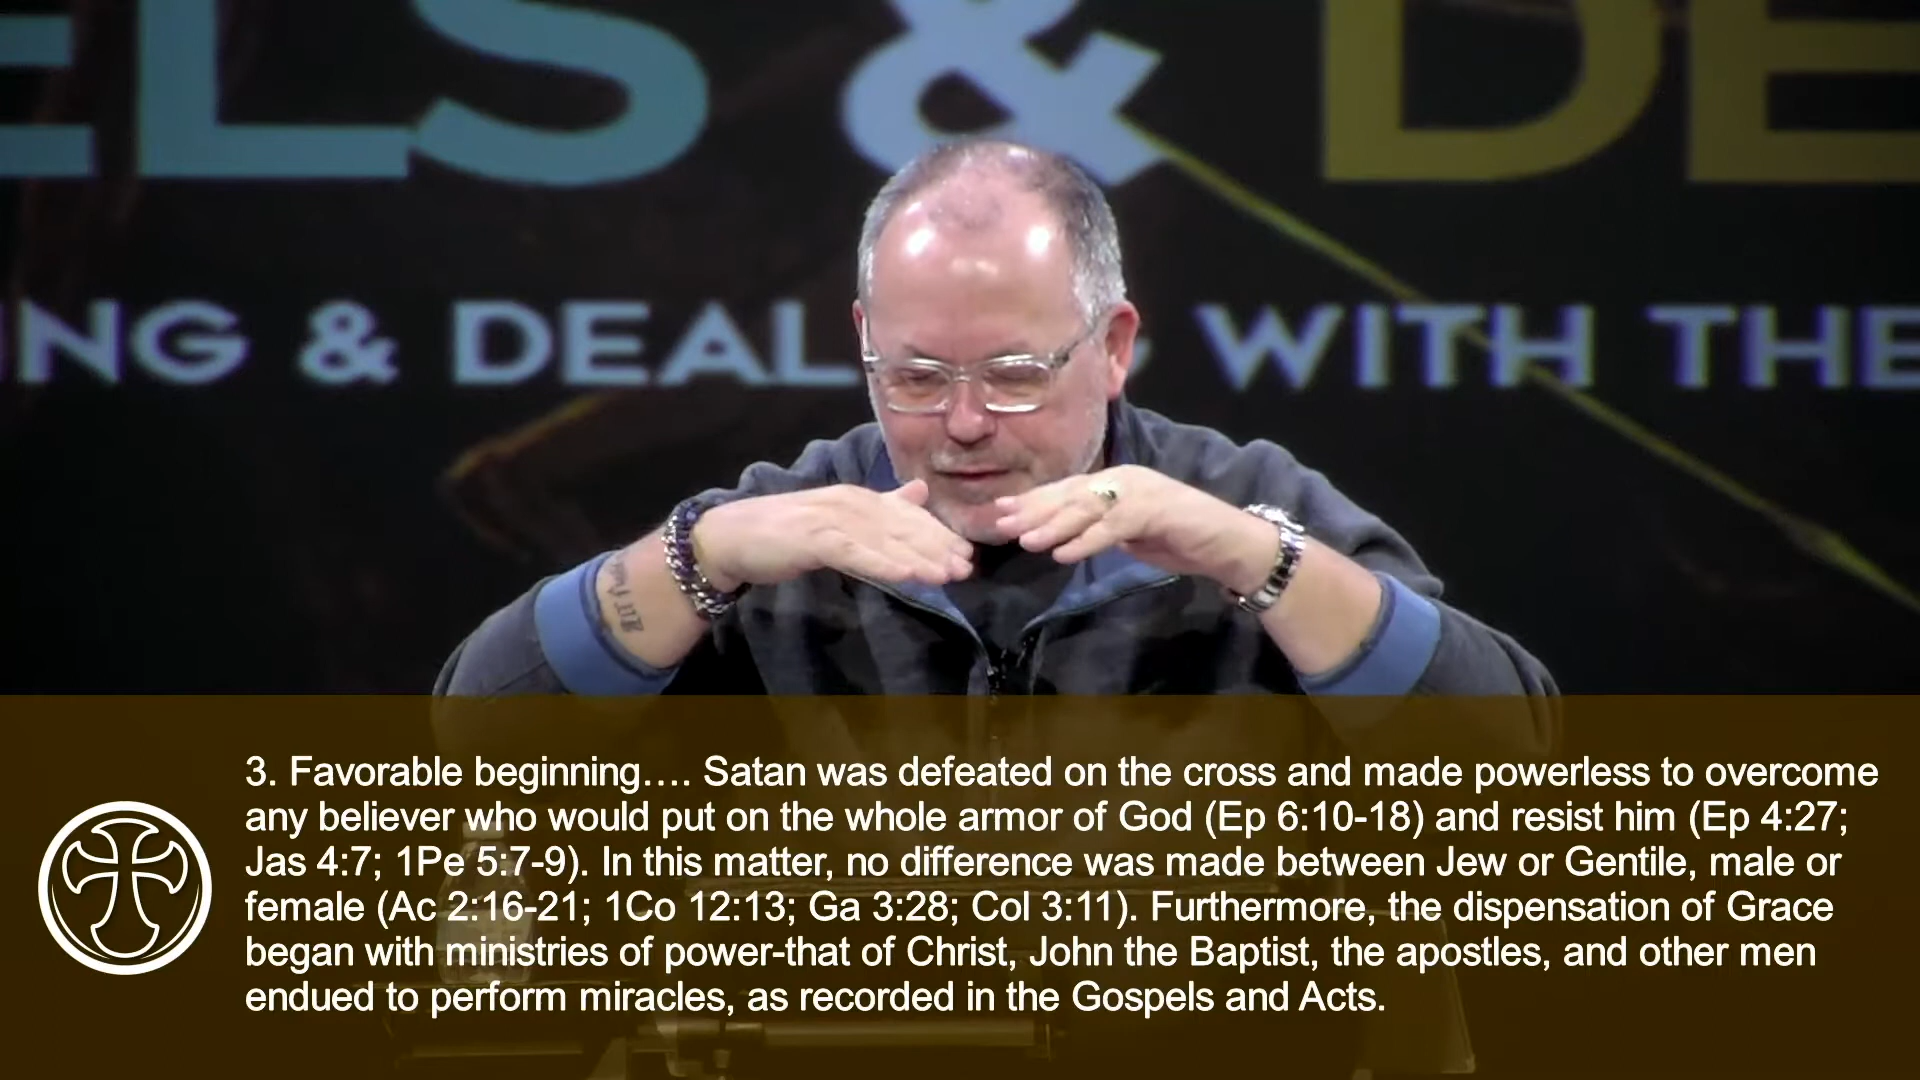 ELS & DE
ING & DEAL G WITH THE
3. Favorable beginning…. Satan was defeated on the cross and made powerless to overcome
any believer who would put on the whole armor of God (Ep 6:10-18) and resist him (Ep 4:27;
Jas 4:7; 1Pe 5:7-9). In this matter, no difference was made between Jew or Gentile, male or
female (Ac 2:16-21; 1Co 12:13; Ga 3:28; Col 3:11). Furthermore, the dispensation of Grace
began with ministries of power-that of Christ, John the Baptist, the apostles, and other men
endued to perform miracles, as recorded in the Gospels and Acts.